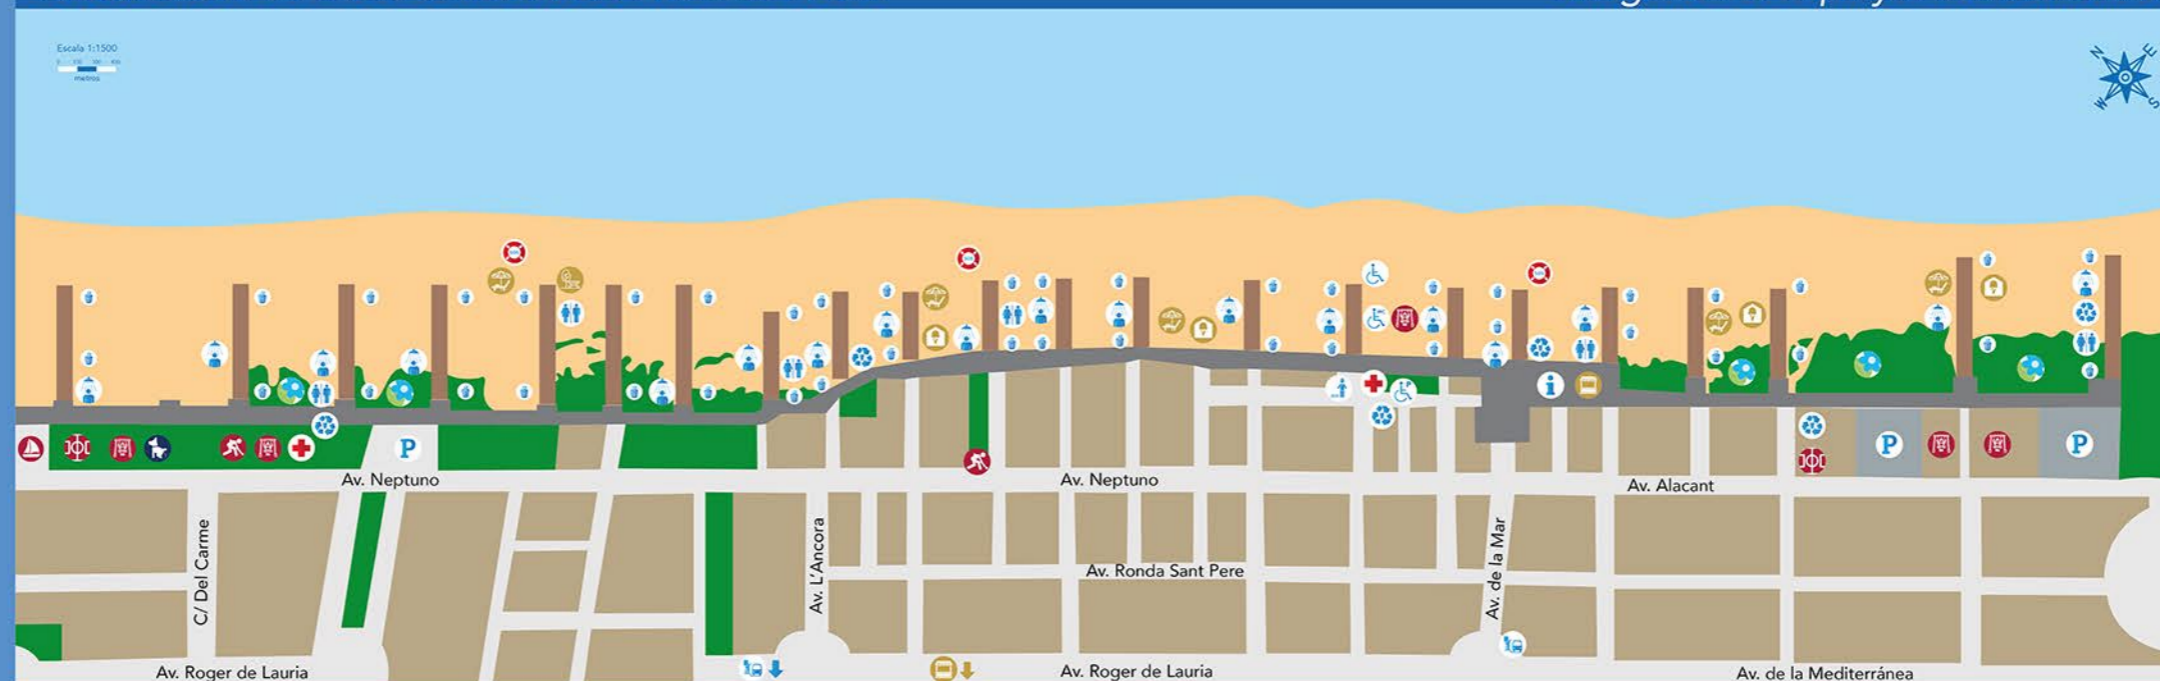 Escala 1:1500
metros
N
E
W
S
P
i
P
P
Av. Neptuno
Av. Neptuno
Av. Alacant
C/ Del Carme
Av. L'Ancora
Av. Ronda Sant Pere
Av. de la Mar
Av. Roger de Lauria
Av. Roger de Lauria
Av. de la Mediterránea